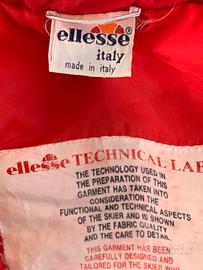 ellesse
italy
made in italy
ellesse TECHNICAL LAB
THE TECHNOLOGY USED IN
THE PREPARATION OF THIS
GARMENT HAS TAKEN INTO
CONSIDERATION THE
FUNCTIONAL AND TECHNICAL ASPECTS
OF THE SKIER AND IS SHOWN
BY THE FABRIC QUALITY
AND THE CARE TO DETAIL.
THIS GARMENT HAS BEEN
CAREFULLY DESIGNED AND
TAILORED FOR THE SKIER WHO